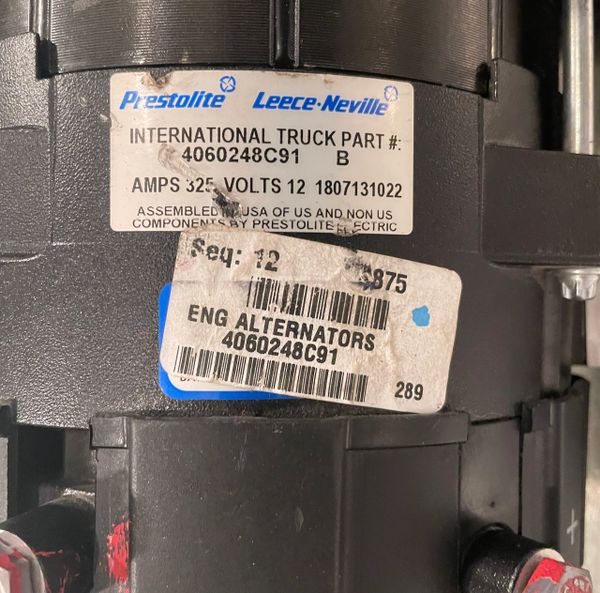 Prestolite Leece-Neville
INTERNATIONAL TRUCK PART #:
4060248C91 B
AMPS 325, VOLTS 12 1807131022
ASSEMBLED IN USA OF US AND NON US
COMPONENTS BY PRESTOLITE ELECTRIC
Seq: 12 875
ENG ALTERNATORS
4060248C91
289
+